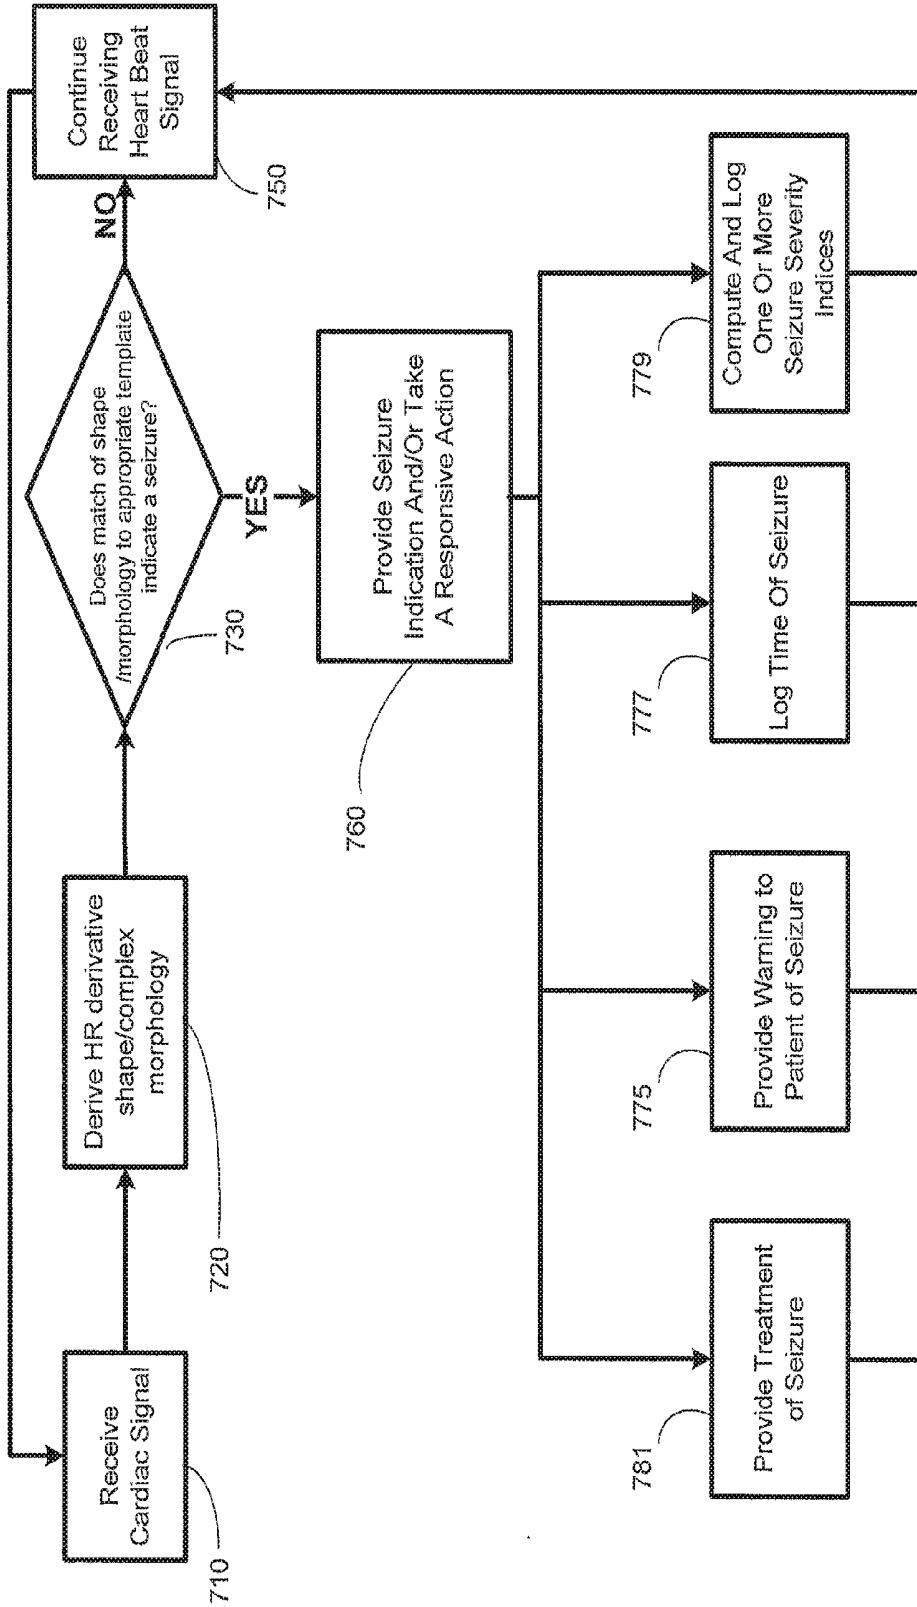 Receive
Cardiac Signal
710
Derive HR derivative
shape/complex
morphology
720
Does match of shape
/morphology to appropriate template
indicate a seizure?
730
NO
Continue
Receiving
Heart Beat
Signal
750
YES
Provide Seizure
Indication And/Or Take
A Responsive Action
760
781
Provide Treatment
of Seizure
775
Provide Warning to
Patient of Seizure
777
Log Time Of Seizure
779
Compute And Log
One Or More
Seizure Severity
Indices